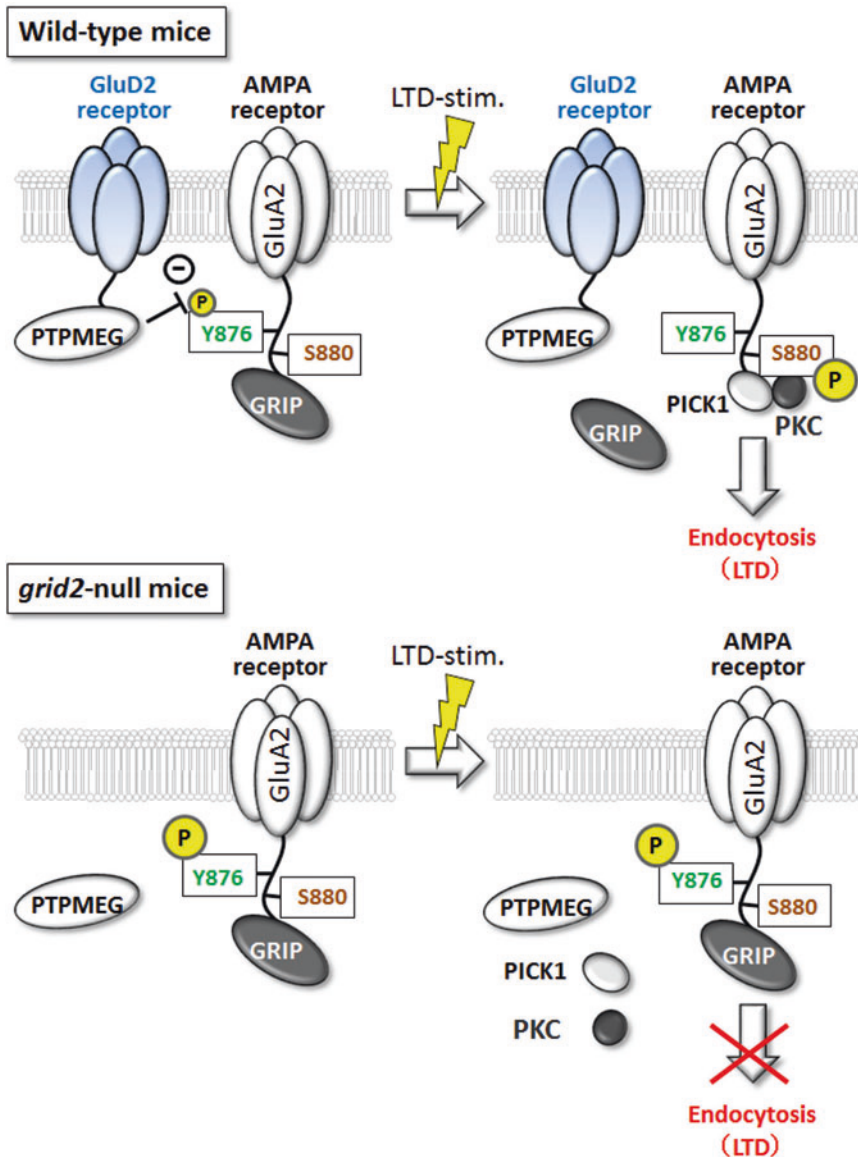 Wild-type mice
GluD2
receptor
AMPA
receptor
LTD-stim.
GluD2
receptor
AMPA
receptor
GluA2
GluA2
−
P
PTPMEG
Y876
S880
GRIP
PTPMEG
Y876
S880
P
PICK1
PKC
GRIP
Endocytosis
(LTD)
grid2-null mice
AMPA
receptor
LTD-stim.
AMPA
receptor
GluA2
GluA2
P
Y876
PTPMEG
S880
GRIP
P
Y876
PTPMEG
S880
GRIP
PICK1
PKC
Endocytosis
(LTD)